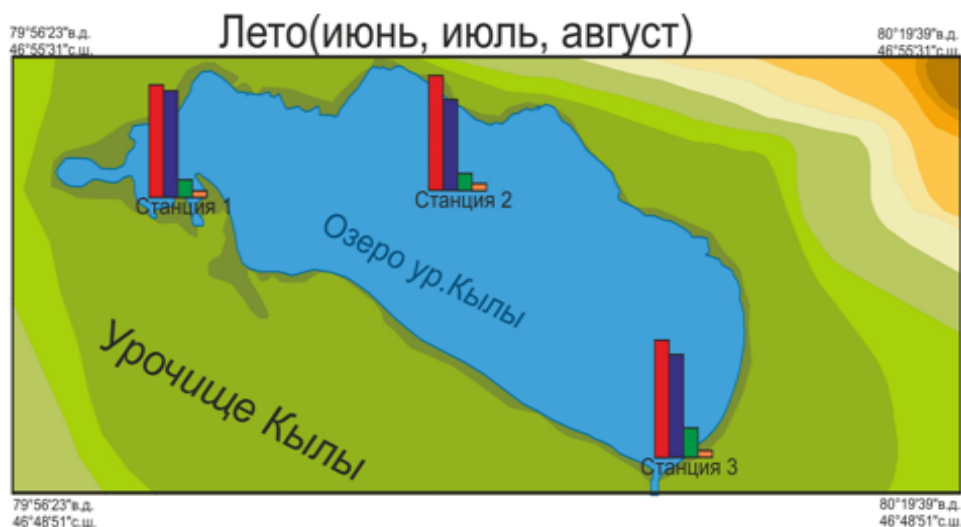 Лето(июнь, июль, август)
79°56'23"в.д.
46°55'31"с.ш.
80°19'39"в.д.
46°55'31"с.ш.
Станция 1
Станция 2
Озеро ур.Кылы
Урочище Кылы
Станция 3
79°56'23"в.д.
46°48'51"с.ш.
80°19'39"в.д.
46°48'51"с.ш.